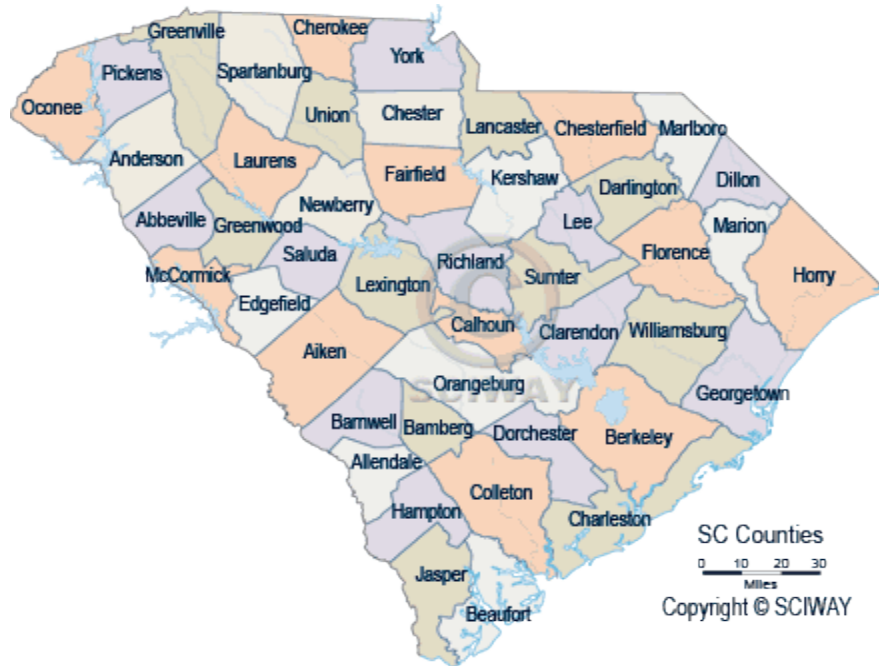 Greenville
Cherokee
Pickens
York
Spartanburg
Oconee
Union
Chester
Lancaster
Chesterfield
Marlboro
Anderson
Laurens
Fairfield
Kershaw
Darlington
Dillon
Newberry
Abbeville
Greenwood
Lee
Marion
Saluda
Richland
Florence
McCormick
Lexington
Sumter
Horry
Edgefield
Calhoun
Clarendon
Williamsburg
Aiken
Orangeburg
SCIWAY
Georgetown
Barnwell
Bamberg
Dorchester
Berkeley
Allendale
Colleton
Hampton
Charleston
SC Counties
0 10 20 30
Miles
Jasper
Beaufort
Copyright © SCIWAY
©